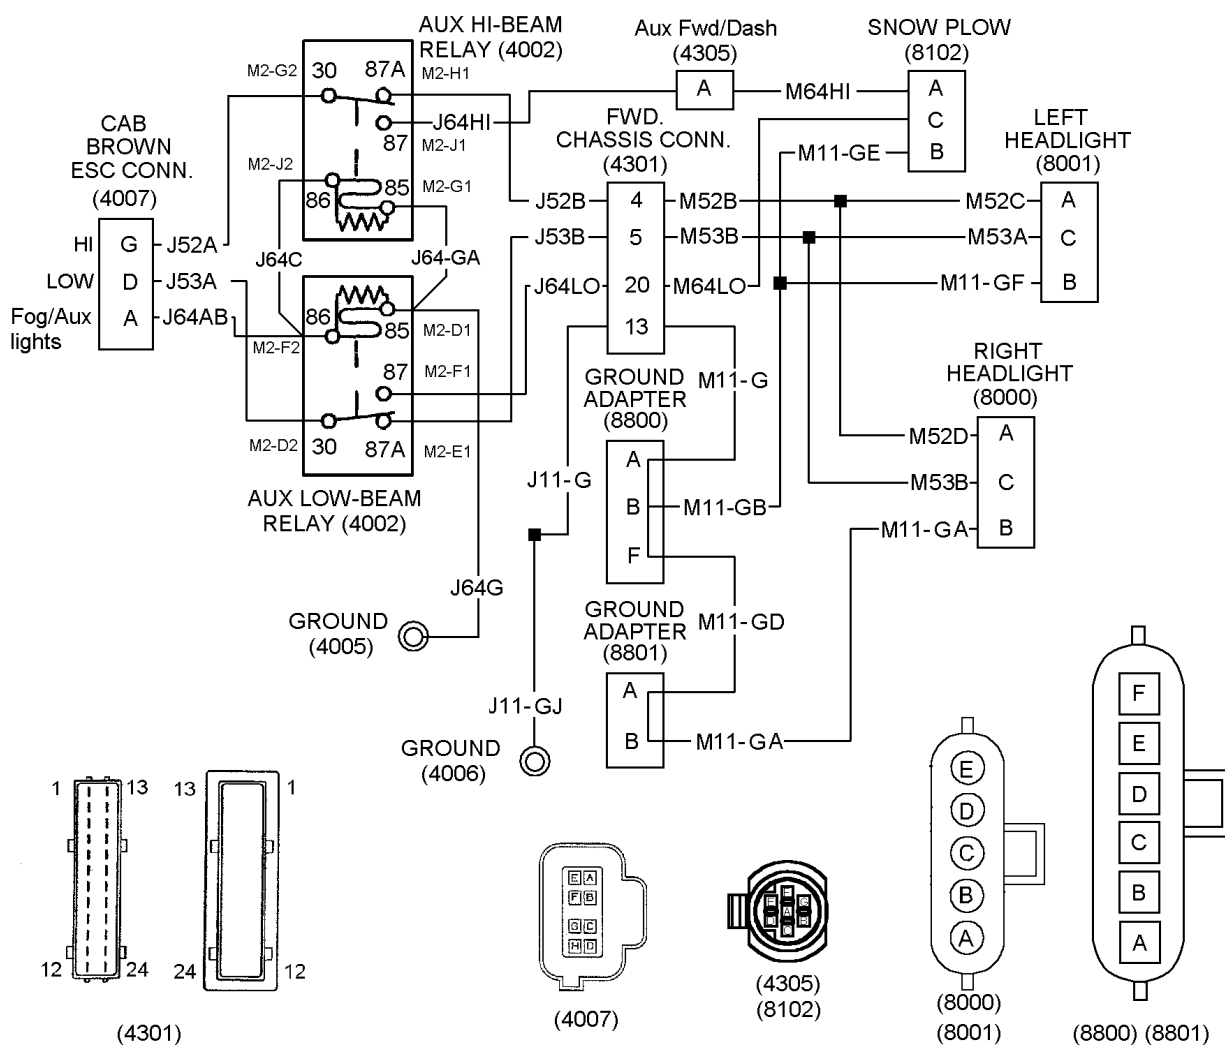 AUX HI-BEAM
RELAY (4002)
Aux Fwd/Dash
(4305)
SNOW PLOW
(8102)
M2-G2
30
87A
M2-H1
A
M64HI
A
C
B
J64HI
87
M2-J1
FWD.
CHASSIS CONN.
(4301)
M11-GE
LEFT
HEADLIGHT
(8001)
CAB
BROWN
ESC CONN.
(4007)
M2-J2
86
85
M2-G1
J52B
4
M52B
M52C
A
HI
G
J52A
J53B
5
M53B
M53A
C
J64C
J64-GA
LOW
D
J53A
J64LO
20
M64LO
M11-GF
B
Fog/Aux
lights
A
J64AB
86
85
M2-D1
13
M2-F2
87
M2-F1
GROUND
ADAPTER
(8800)
M11-G
RIGHT
HEADLIGHT
(8000)
M2-D2
30
87A
M2-E1
A
B
F
M52D
A
M53B
C
M11-GA
B
AUX LOW-BEAM
RELAY (4002)
J11-G
M11-GB
J64G
GROUND
(4005)
GROUND
ADAPTER
(8801)
M11-GD
A
B
J11-GJ
M11-GA
GROUND
(4006)
1
13
12
24
13
1
24
12
(4301)
E
A
F
B
G
C
H
D
(4007)
A
(4305)
(8102)
E
D
C
B
A
(8000)
(8001)
F
E
D
C
B
A
(8800) (8801)